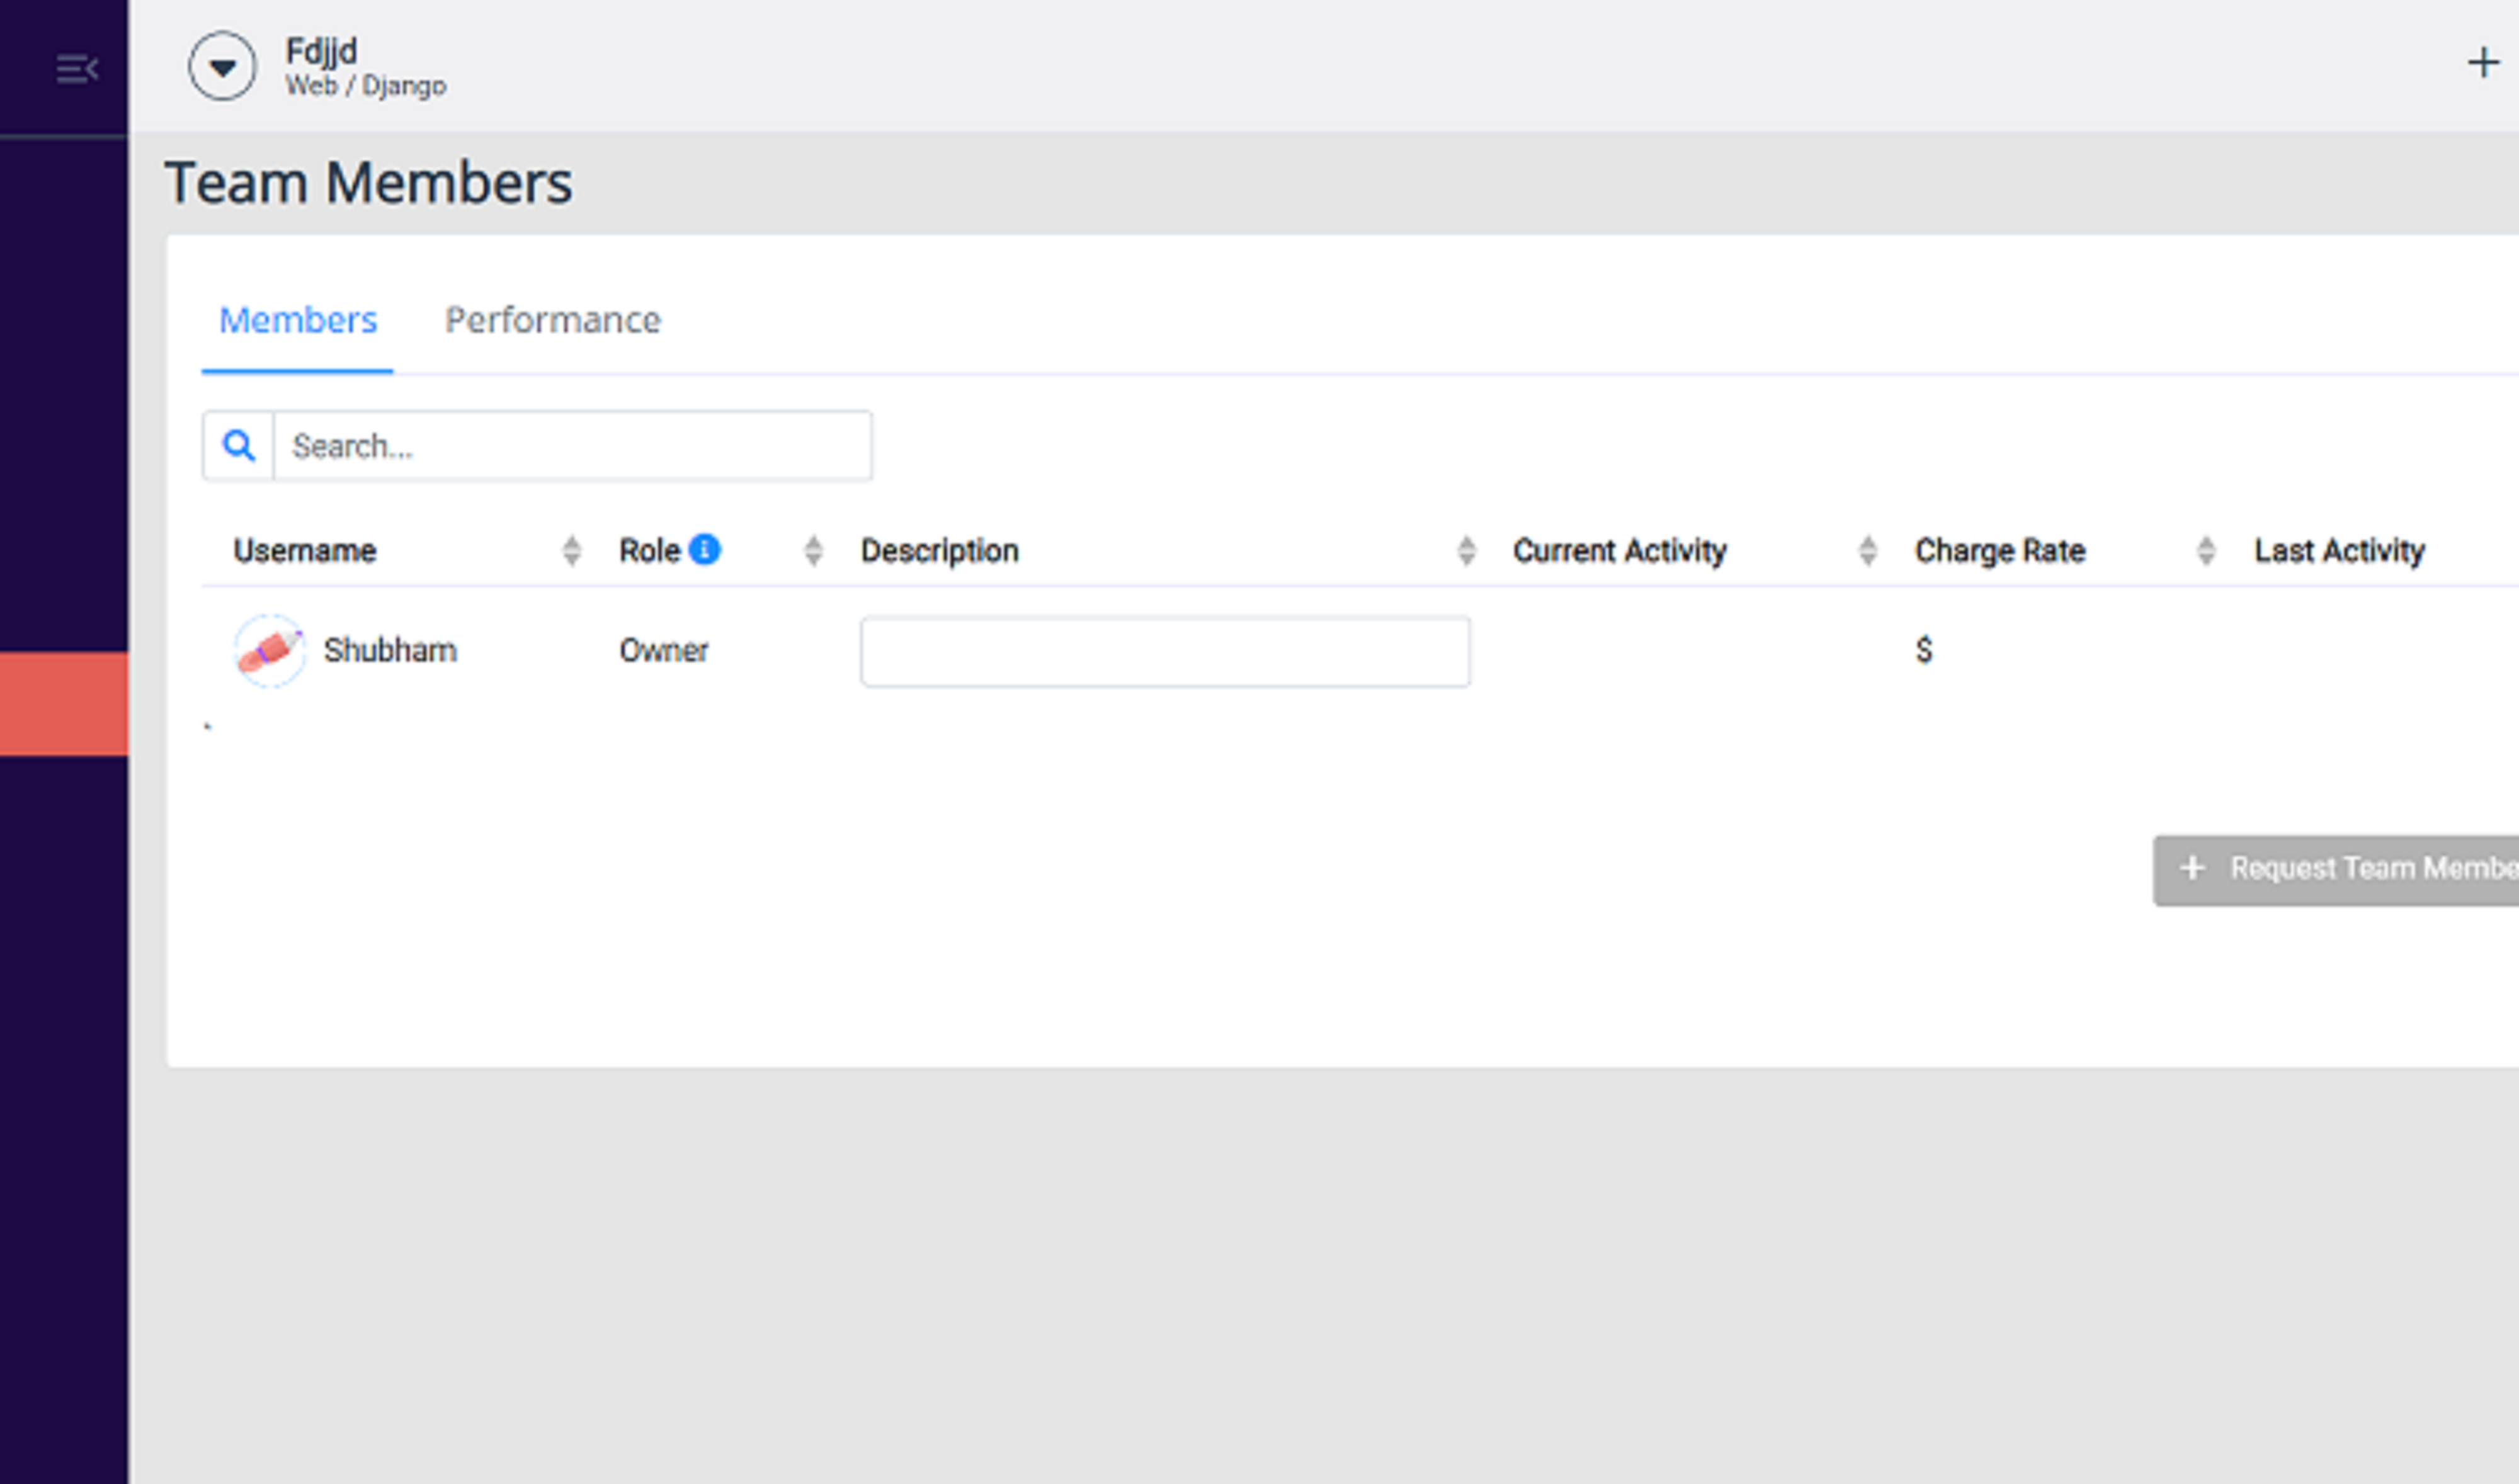 Fdjjd
Web / Django
Team Members
Members Performance
Search...
Username Role Description Current Activity Charge Rate Last Activity
Shubham Owner $
Request Team Membe